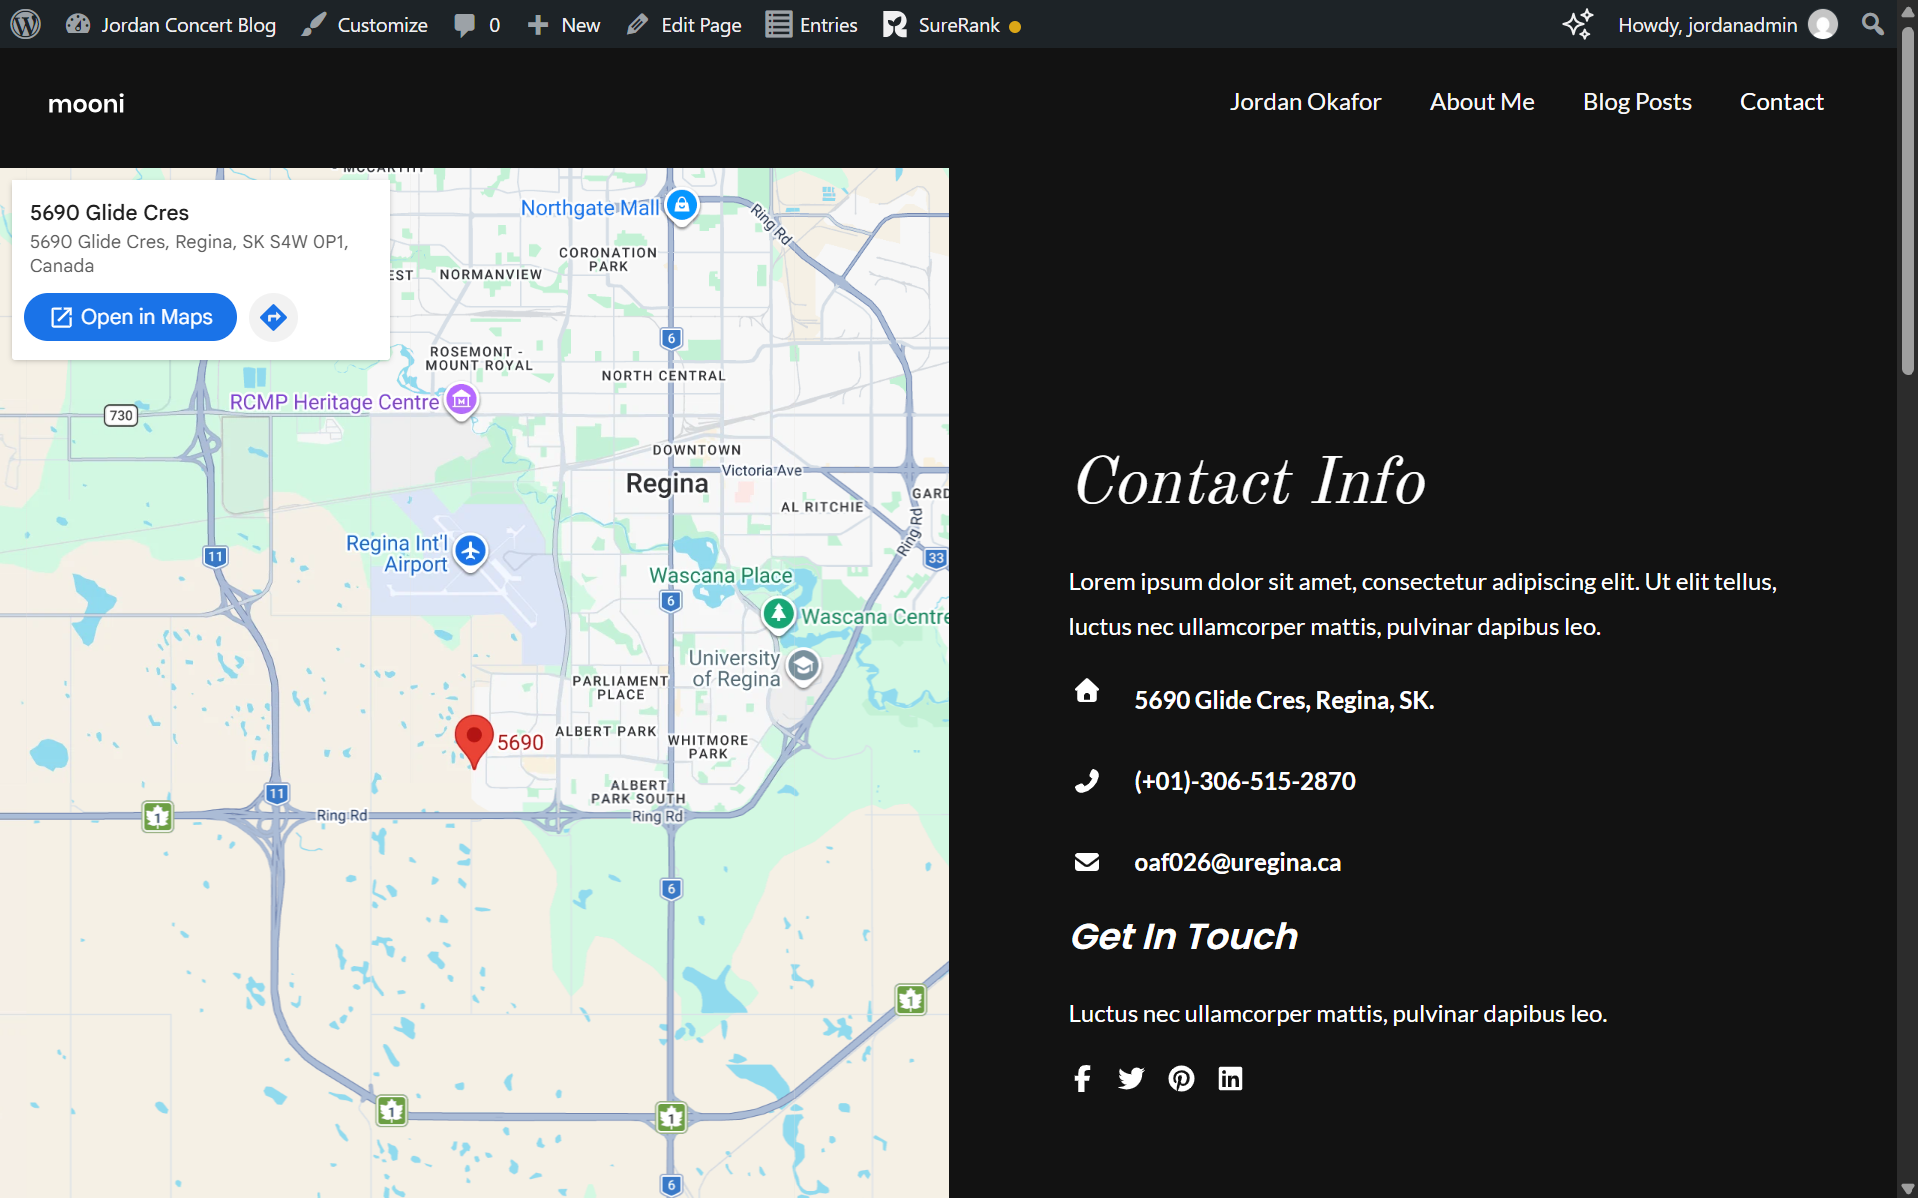 Jordan Concert Blog
Customize
0
New
Edit Page
Entries
SureRank
Howdy, jordanadmin
mooni
Jordan Okafor
About Me
Blog Posts
Contact
5690 Glide Cres
5690 Glide Cres, Regina, SK S4W 0P1,
Canada
Open in Maps
Northgate Mall
Ring Rd
CORONATION
PARK
EST
NORMANVIEW
6
ROSEMONT -
MOUNT ROYAL
NORTH CENTRAL
RCMP Heritage Centre
730
DOWNTOWN
Victoria Ave
Regina
GARD
AL RITCHIE
Ring Rd
Regina Int'l
Airport
11
33
Wascana Place
6
Wascana Centre
University
of Regina
PARLIAMENT
PLACE
5690
ALBERT PARK
WHITMORE
PARK
ALBERT
PARK SOUTH
11
1
Ring Rd
Ring Rd
6
1
1
1
6
Contact Info
Lorem ipsum dolor sit amet, consectetur adipiscing elit. Ut elit tellus,
luctus nec ullamcorper mattis, pulvinar dapibus leo.
5690 Glide Cres, Regina, SK.
(+01)-306-515-2870
oaf026@uregina.ca
Get In Touch
Luctus nec ullamcorper mattis, pulvinar dapibus leo.